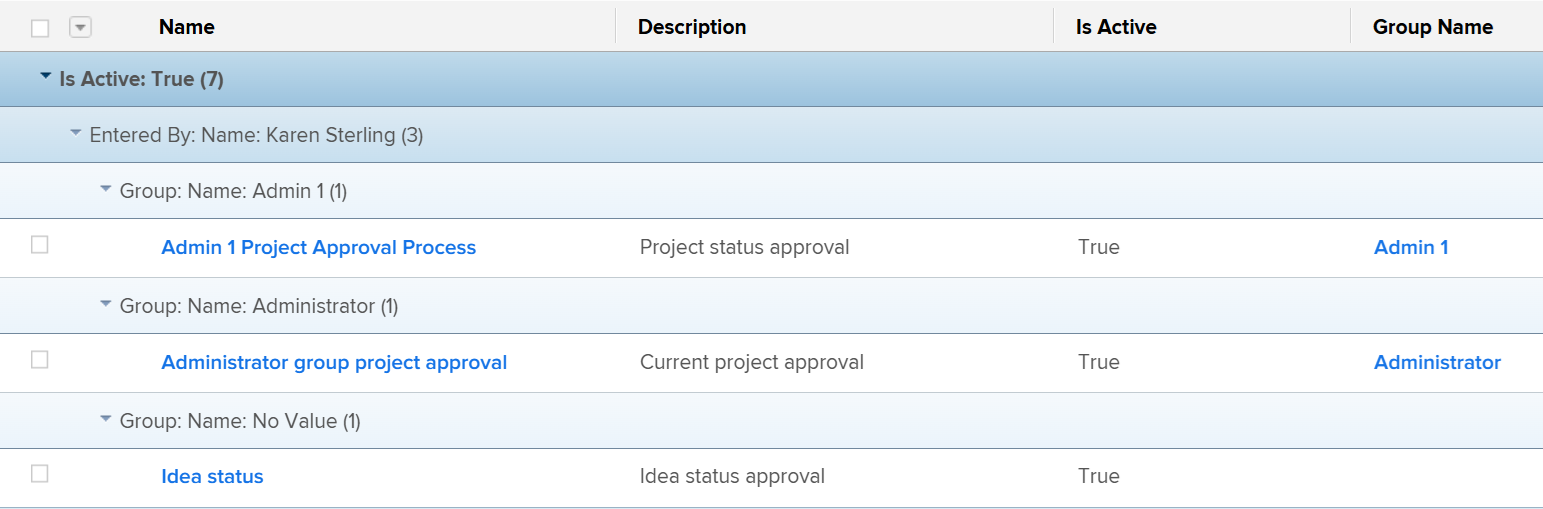 Name Description Is Active Group Name
Is Active: True (7)
Entered By: Name: Karen Sterling (3)
Group: Name: Admin 1 (1)
Admin 1 Project Approval Process Project status approval True Admin 1
Group: Name: Administrator (1)
Administrator group project approval Current project approval True Administrator
Group: Name: No Value (1)
Idea status Idea status approval True